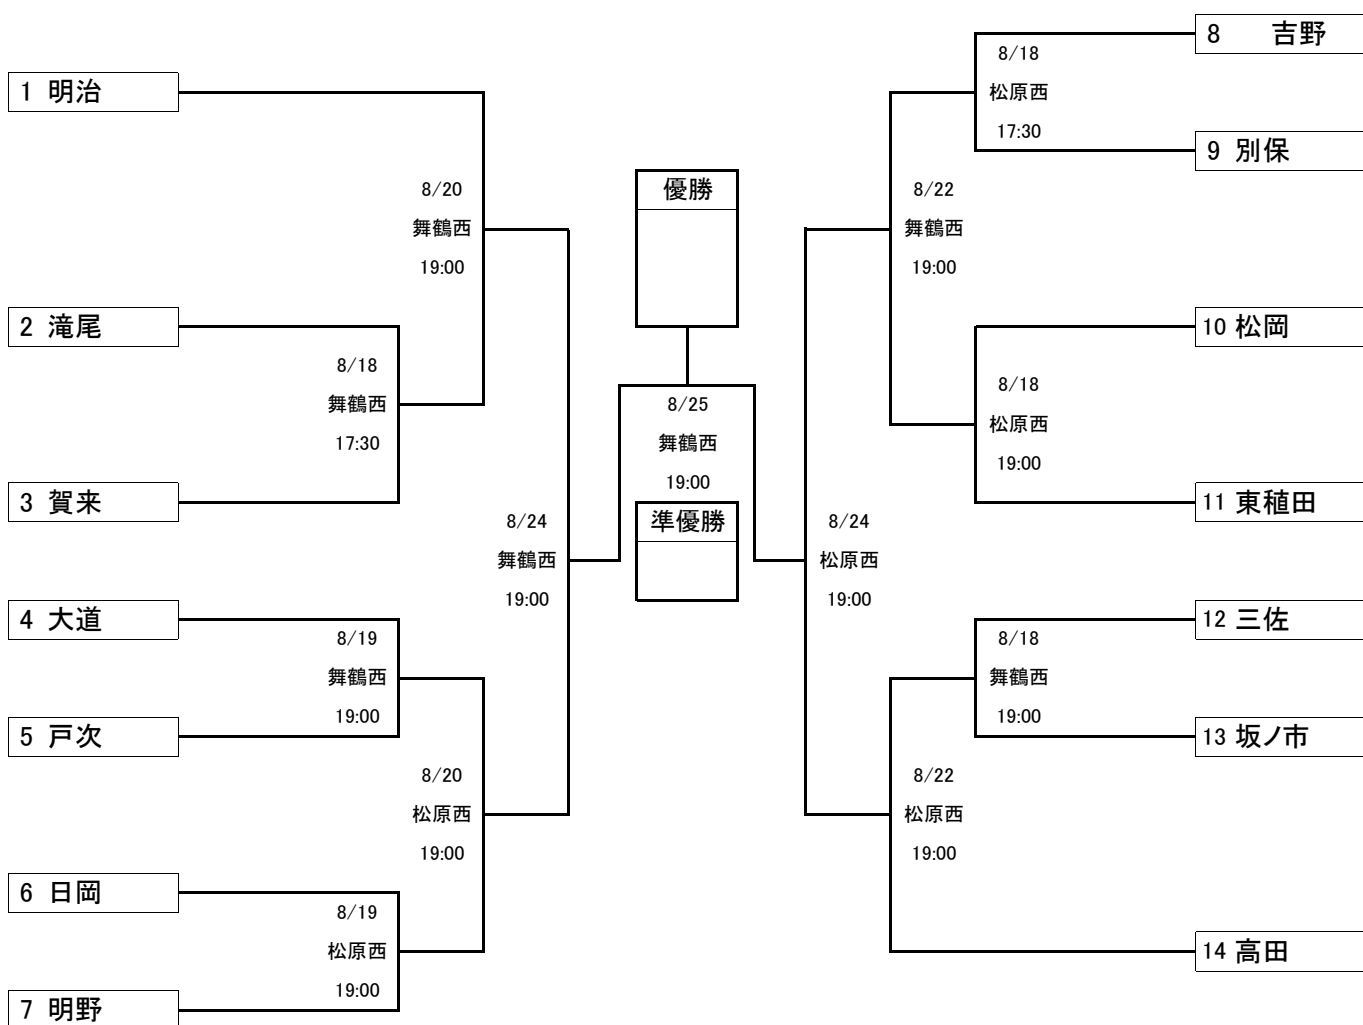 1 明治
8/20
舞鶴西
19:00
2 滝尾
8/18
舞鶴西
17:30
3 賀来
8/24
舞鶴西
19:00
4 大道
8/19
舞鶴西
19:00
5 戸次
8/20
松原西
19:00
6 日岡
8/19
松原西
19:00
7 明野
優勝
8/25
舞鶴西
19:00
準優勝
8 吉野
8/18
松原西
17:30
9 別保
8/22
舞鶴西
19:00
10 松岡
8/18
松原西
19:00
11 東稙田
8/24
松原西
19:00
12 三佐
8/18
舞鶴西
19:00
13 坂ノ市
8/22
松原西
19:00
14 高田